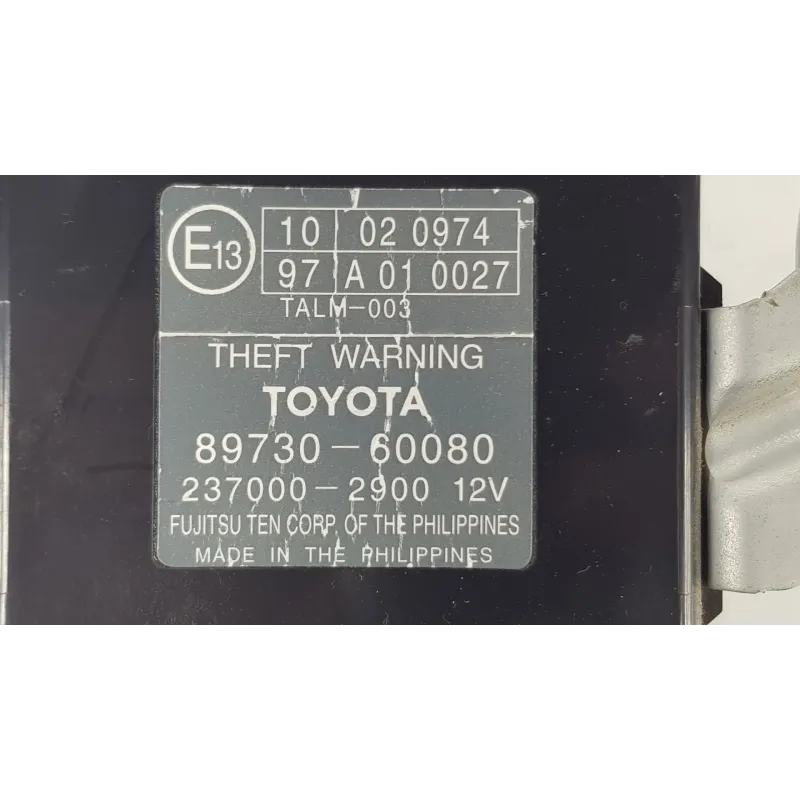 E13
10 02 0974
97 A 01 0027
TALM-003
THEFT WARNING
TOYOTA
89730-60080
237000-2900 12V
FUJITSU TEN CORP. OF THE PHILIPPINES
MADE IN THE PHILIPPINES